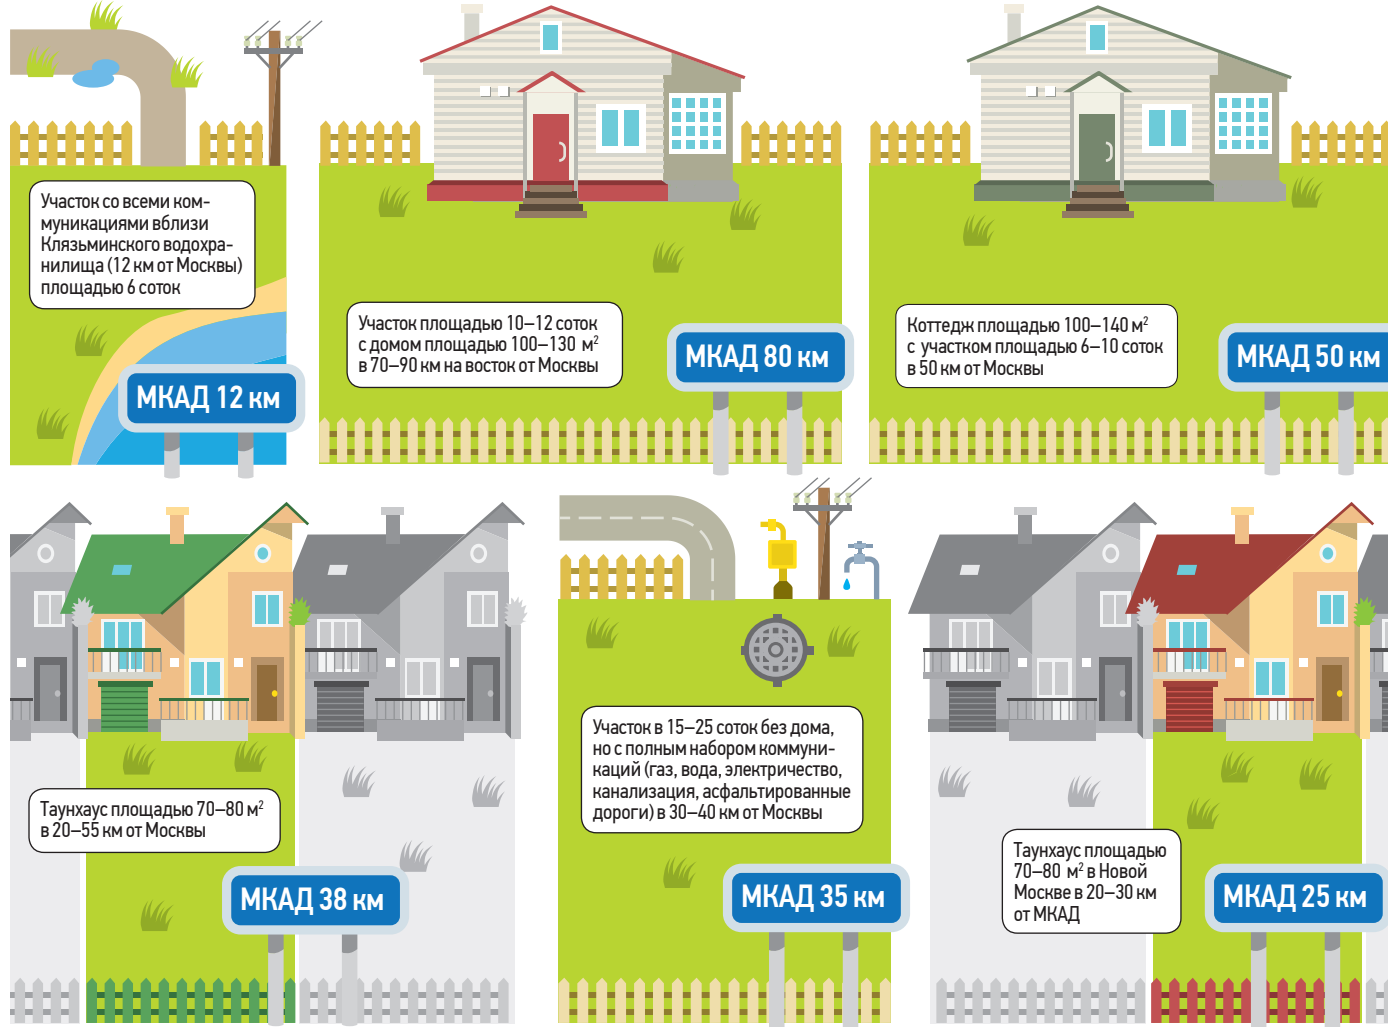 Участок со всеми ком-
муникациями вблизи
Клязьминского водохра-
нилища (12 км от Москвы)
площадью 6 соток
МКАД 12 км
Участок площадью 10–12 соток
с домом площадью 100–130 м²
в 70–90 км на восток от Москвы
МКАД 80 км
Коттедж площадью 100–140 м²
с участком площадью 6–10 соток
в 50 км от Москвы
МКАД 50 км
Таунхаус площадью 70–80 м²
в 20–55 км от Москвы
МКАД 38 км
Участок в 15–25 соток без дома,
но с полным набором коммуни-
каций (газ, вода, электричество,
канализация, асфальтированные
дороги) в 30–40 км от Москвы
МКАД 35 км
Таунхаус площадью
70–80 м² в Новой
Москве в 20–30 км
от МКАД
МКАД 25 км